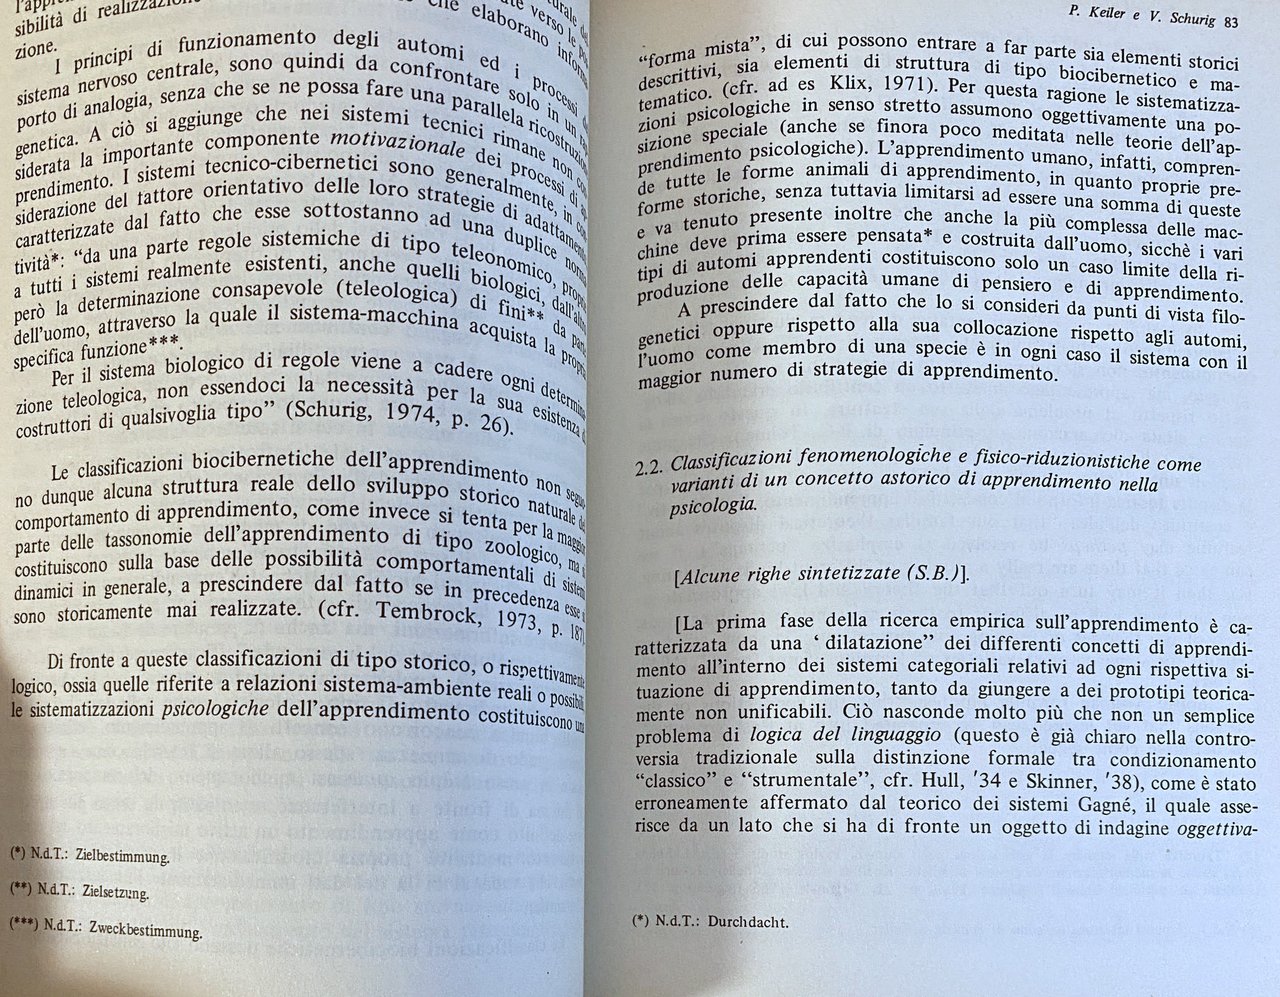 sibilità di realizzazione
che elaborano
verso le
zione.
I principi di funzionamento degli automi ed i processi
sistema nervoso centrale, sono quindi da confrontare solo in un
porto di analogia, senza che se ne possa fare una parallela ricostruzione
genetica. A ciò si aggiunge che nei sistemi tecnici rimane non
siderata la importante componente motivazionale dei processi di
prendimento. I sistemi tecnico-cibernetici sono generalmente, in
siderazione del fattore orientativo delle loro strategie di adattamento
caratterizzate dal fatto che esse sottostanno ad una duplice
tività*: “da una parte regole sistemiche di tipo teleonomico,
a tutti i sistemi realmente esistenti, anche quelli biologici,
però la determinazione consapevole (teleologica) di fini** da
dell'uomo, attraverso la quale il sistema-macchina acquista la
specifica funzione***.
Per il sistema biologico di regole viene a cadere ogni
zione teleologica, non essendoci la necessità per la sua esistenza
costruttori di qualsivoglia tipo” (Schurig, 1974, p. 26).
Le classificazioni biocibernetiche dell'apprendimento non
no dunque alcuna struttura reale dello sviluppo storico naturale
comportamento di apprendimento, come invece si tenta per la
parte delle tassonomie dell'apprendimento di tipo zoologico, ma
costituiscono sulla base delle possibilità comportamentali di
dinamici in generale, a prescindere dal fatto se in precedenza esse
sono storicamente mai realizzate. (cfr. Tembrock, 1973, p. 187)
Di fronte a queste classificazioni di tipo storico, o rispettivamente
logico, ossia quelle riferite a relazioni sistema-ambiente reali o possibili
le sistematizzazioni psicologiche dell'apprendimento costituiscono una
(*) N.d.T.: Zielbestimmung.
(**) N.d.T.: Zielsetzung.
(***) N.d.T.: Zweckbestimmung.
P. Keiler e V. Schurig 83
“forma mista”, di cui possono entrare a far parte sia elementi storici
descrittivi, sia elementi di struttura di tipo biocibernetico e ma-
tematico. (cfr. ad es Klix, 1971). Per questa ragione le sistematizza-
zioni psicologiche in senso stretto assumono oggettivamente una po-
sizione speciale (anche se finora poco meditata nelle teorie dell'ap-
prendimento psicologiche). L'apprendimento umano, infatti, compren-
de tutte le forme animali di apprendimento, in quanto proprie pre-
forme storiche, senza tuttavia limitarsi ad essere una somma di queste
e va tenuto presente inoltre che anche la più complessa delle mac-
chine deve prima essere pensata* e costruita dall'uomo, sicchè i vari
tipi di automi apprendenti costituiscono solo un caso limite della ri-
produzione delle capacità umane di pensiero e di apprendimento.
A prescindere dal fatto che lo si consideri da punti di vista filo-
genetici oppure rispetto alla sua collocazione rispetto agli automi,
l'uomo come membro di una specie è in ogni caso il sistema con il
maggior numero di strategie di apprendimento.
2.2. Classificazioni fenomenologiche e fisico-riduzionistiche come
varianti di un concetto astorico di apprendimento nella
psicologia.
[Alcune righe sintetizzate (S.B.)].
[La prima fase della ricerca empirica sull'apprendimento è ca-
ratterizzata da una ‘ dilatazione” dei differenti concetti di apprendi-
mento all'interno dei sistemi categoriali relativi ad ogni rispettiva si-
tuazione di apprendimento, tanto da giungere a dei prototipi teorica-
mente non unificabili. Ciò nasconde molto più che non un semplice
problema di logica del linguaggio (questo è già chiaro nella contro-
versia tradizionale sulla distinzione formale tra condizionamento
“classico” e “strumentale”, cfr. Hull, '34 e Skinner, '38), come è stato
erroneamente affermato dal teorico dei sistemi Gagné, il quale asse-
risce da un lato che si ha di fronte un oggetto di indagine oggettiva-
(*) N.d.T.: Durchdacht.